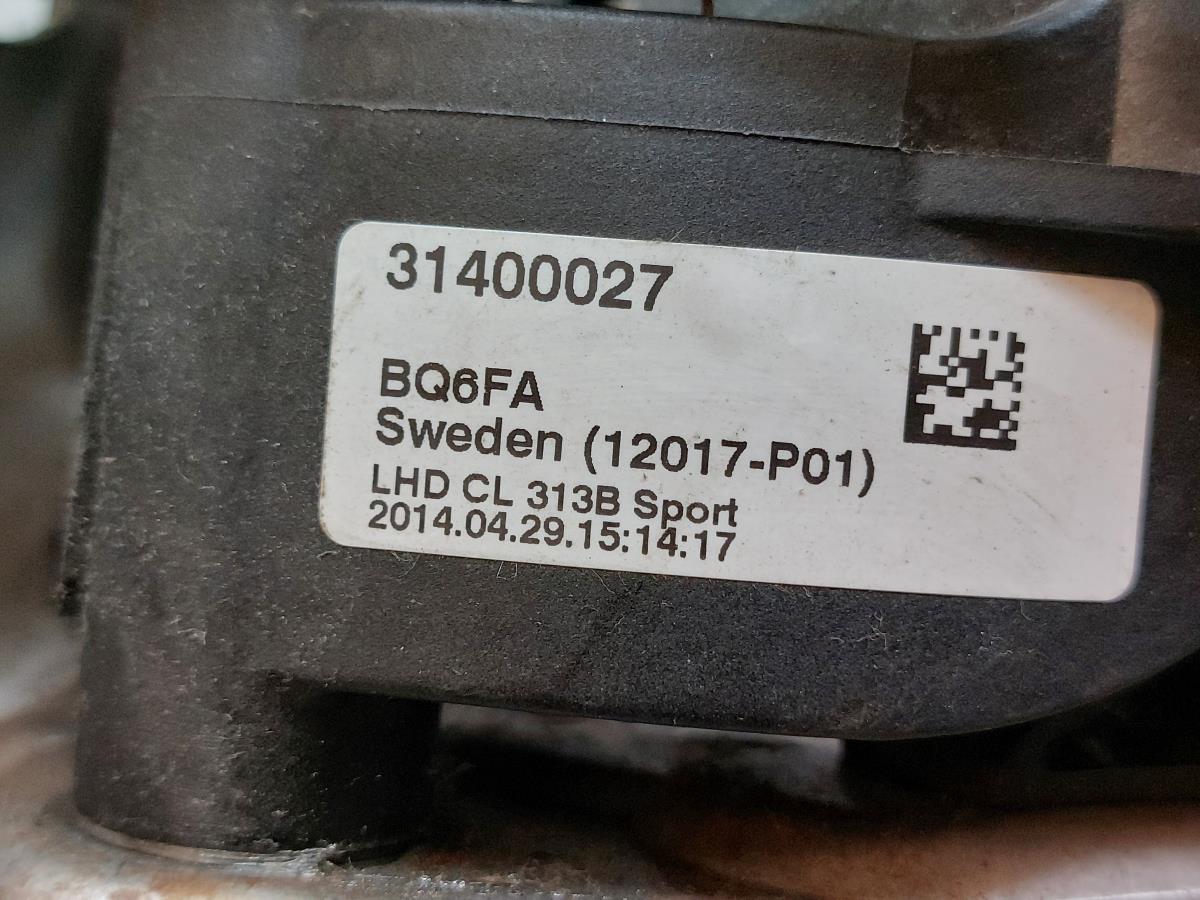 31400027
BQ6FA
Sweden (12017-P01)
LHD CL 313B Sport
2014.04.29.15:14:17